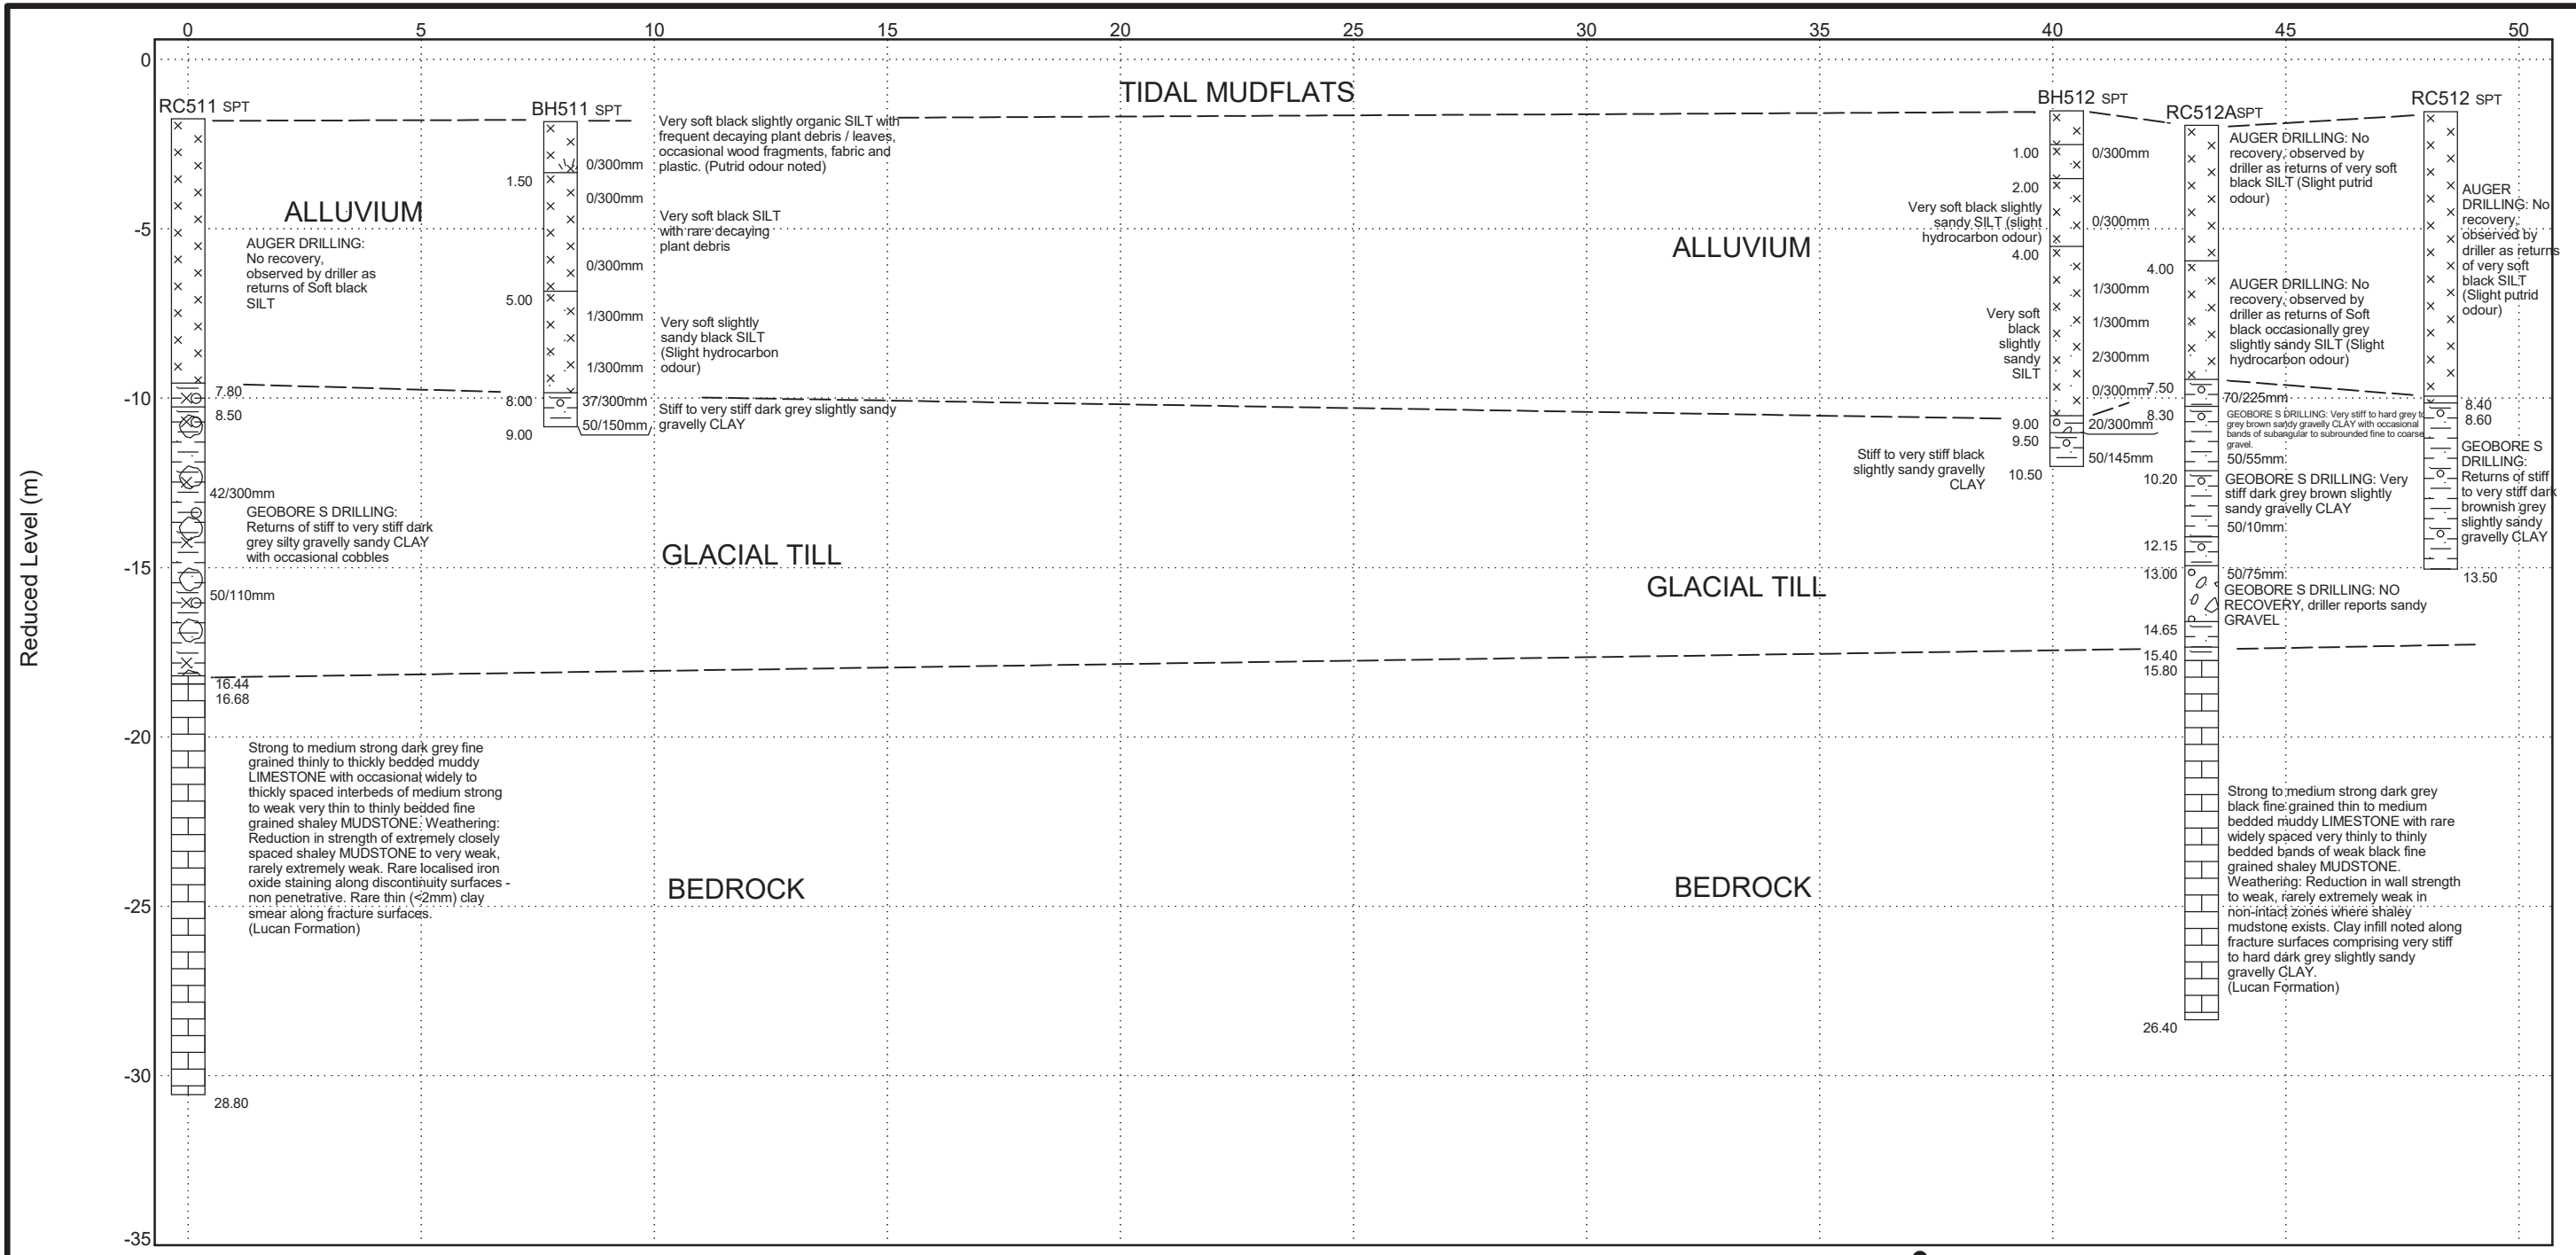 0 5 10 15 20 25 30 35 40 45 50
0
-5
-10
-15
-20
-25
-30
-35
Reduced Level (m)
TIDAL MUDFLATS
RC511 SPT
ALLUVIUM
AUGER DRILLING:
No recovery,
observed by driller as
returns of Soft black
SILT
7.80
8.50
42/300mm
GEOBORE S DRILLING:
Returns of stiff to very stiff dark
grey silty gravelly sandy CLAY
with occasional cobbles
50/110mm
16.44
16.68
Strong to medium strong dark grey fine
grained thinly to thickly bedded muddy
LIMESTONE with occasional widely to
thickly spaced interbeds of medium strong
to weak very thin to thinly bedded fine
grained shaley MUDSTONE. Weathering:
Reduction in strength of extremely closely
spaced shaley MUDSTONE to very weak,
rarely extremely weak. Rare localised iron
oxide staining along discontinuity surfaces -
non penetrative. Rare thin (<2mm) clay
smear along fracture surfaces.
(Lucan Formation)
28.80
BH511 SPT
Very soft black slightly organic SILT with
frequent decaying plant debris / leaves,
occasional wood fragments, fabric and
plastic. (Putrid odour noted)
0/300mm
1.50
0/300mm
Very soft black SILT
with rare decaying
plant debris
0/300mm
5.00
1/300mm
Very soft slightly
sandy black SILT
(Slight hydrocarbon
odour)
1/300mm
8.00
37/300mm
Stiff to very stiff dark grey slightly sandy
gravelly CLAY
50/150mm
9.00
GLACIAL TILL
BEDROCK
ALLUVIUM
GLACIAL TILL
BEDROCK
BH512 SPT
1.00
0/300mm
2.00
Very soft black slightly
sandy SILT (slight
hydrocarbon odour)
0/300mm
4.00
1/300mm
Very soft
black
slightly
sandy
SILT
1/300mm
2/300mm
0/300mm
9.00
20/300mm
9.50
Stiff to very stiff black
slightly sandy gravelly
CLAY
50/145mm
10.50
RC512A SPT
AUGER DRILLING: No
recovery, observed by
driller as returns of very soft
black SILT (Slight putrid
odour)
4.00
AUGER DRILLING: No
recovery, observed by
driller as returns of Soft
black occasionally grey
slightly sandy SILT (Slight
hydrocarbon odour)
7.50
70/225mm
8.30
GEOBORE S DRILLING: Very stiff to hard grey to
grey brown sandy gravelly CLAY with occasional
bands of subangular to subrounded fine to coarse
gravel.
50/55mm
10.20
GEOBORE S DRILLING: Very
stiff dark grey brown slightly
sandy gravelly CLAY
50/10mm
12.15
13.00
50/75mm
GEOBORE S DRILLING: NO
RECOVERY, driller reports sandy
GRAVEL
14.65
15.40
15.80
Strong to medium strong dark grey
black fine grained thin to medium
bedded muddy LIMESTONE with rare
widely spaced very thinly to thinly
bedded bands of weak black fine
grained shaley MUDSTONE.
Weathering: Reduction in wall strength
to weak, rarely extremely weak in
non-intact zones where shaley
mudstone exists. Clay infill noted along
fracture surfaces comprising very stiff
to hard dark grey slightly sandy
gravelly CLAY.
(Lucan Formation)
26.40
RC512 SPT
AUGER
DRILLING: No
recovery,
observed by
driller as returns
of very soft
black SILT
(Slight putrid
odour)
8.40
8.60
GEOBORE S
DRILLING:
Returns of stiff
to very stiff dark
brownish grey
slightly sandy
gravelly CLAY
13.50